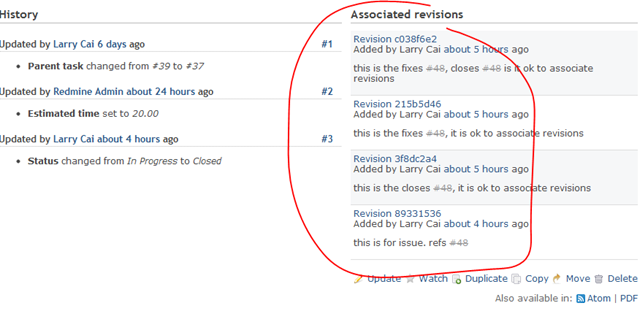 History
Updated by Larry Cai 6 days ago #1
Parent task changed from #39 to #37
Updated by Redmine Admin about 24 hours ago #2
Estimated time set to 20.00
Updated by Larry Cai about 4 hours ago #3
Status changed from In Progress to Closed
Associated revisions
Revision c038f6e2
Added by Larry Cai about 5 hours ago
this is the fixes #48, closes #48 is it ok to associate
revisions
Revision 215b5d46
Added by Larry Cai about 5 hours ago
this is the fixes #48, it is ok to associate revisions
Revision 3f8dc2a4
Added by Larry Cai about 5 hours ago
this is the closes #48, it is ok to associate revisions
Revision 89331536
Added by Larry Cai about 4 hours ago
this is for issue. refs #48
Update Watch Duplicate Copy Move Delete
Also available in: Atom | PDF